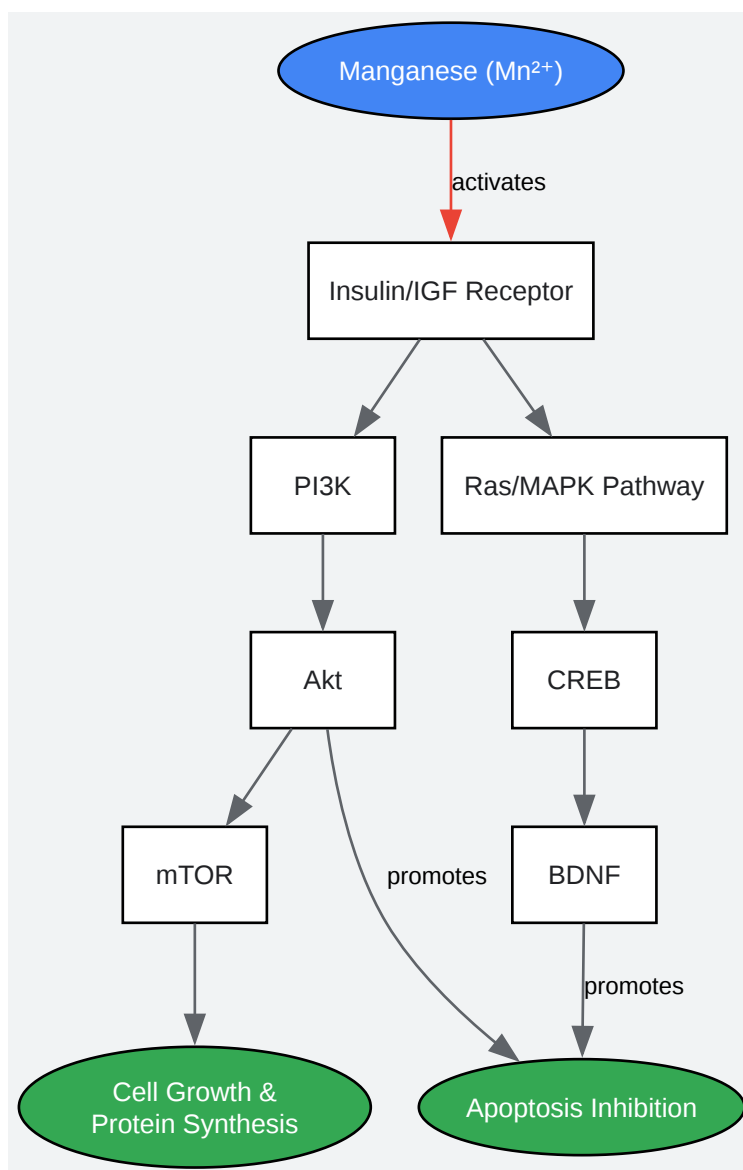 Manganese (Mn²⁺)
activates
Insulin/IGF Receptor
PI3K
Ras/MAPK Pathway
Akt
CREB
mTOR
promotes
BDNF
promotes
Cell Growth &
Protein Synthesis
Apoptosis Inhibition